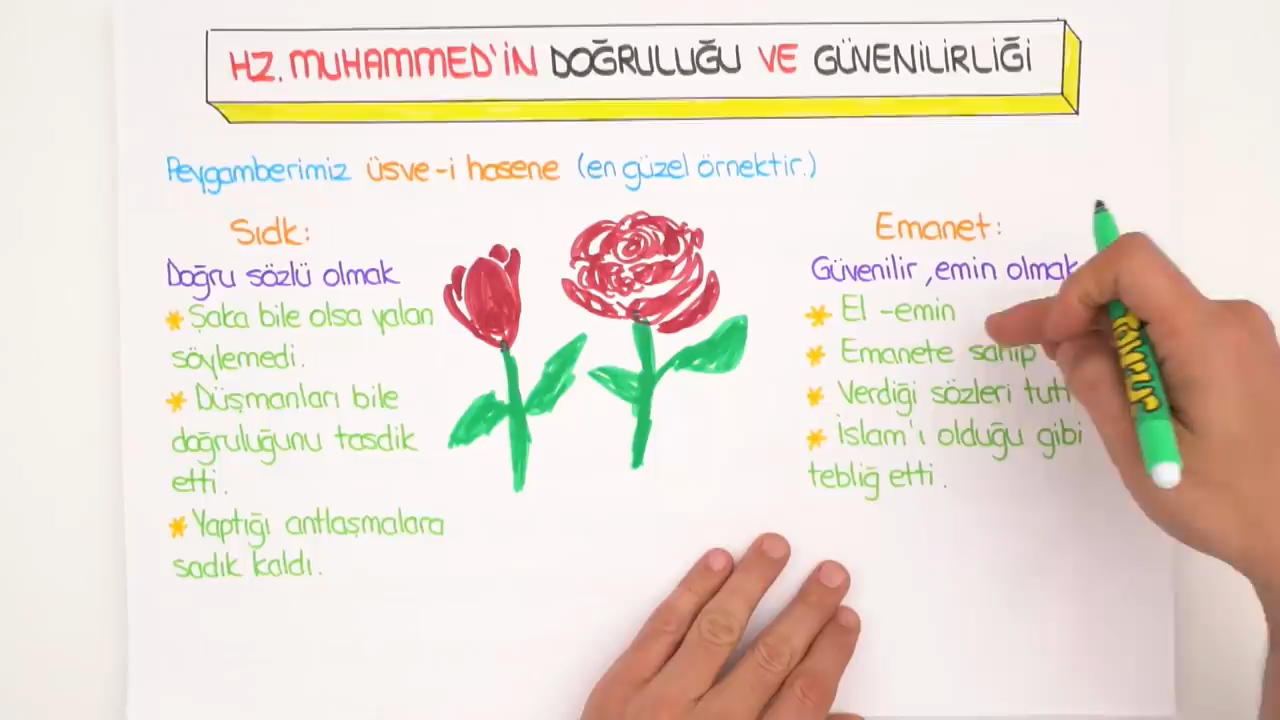 HZ. MUHAMMED'İN DOĞRULUĞU VE GÜVENİLİRLİĞİ
Peygamberimiz üsve-i hasene (en güzel örnektir.)
Sıdk:
Doğru sözlü olmak
* Şaka bile olsa yalan
söylemedi.
* Düşmanları bile
doğruluğunu tasdik
etti.
* Yaptığı antlaşmalara
sadık kaldı.
Emanet:
Güvenilir, emin olmak
* El-emin
* Emanete sahip
* Verdiği sözleri
* İslam'ı olduğu gibi
tebliğ etti.